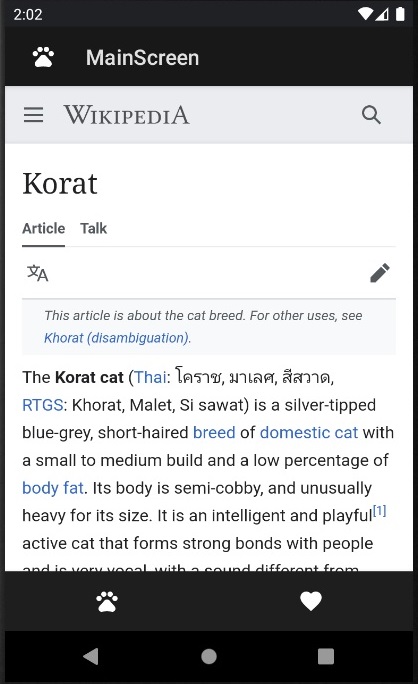 2:02
MainScreen
WIKIPEDIA
Korat
Article Talk
文A
This article is about the cat breed. For other uses, see
Khorat (disambiguation).
The Korat cat (Thai: โคราช, มาเลศ, สีสวาด,
RTGS: Khorat, Malet, Si sawat) is a silver-tipped
blue-grey, short-haired breed of domestic cat with
a small to medium build and a low percentage of
body fat. Its body is semi-cobby, and unusually
heavy for its size. It is an intelligent and playful[1]
active cat that forms strong bonds with people
and is very vocal, with a sound different from